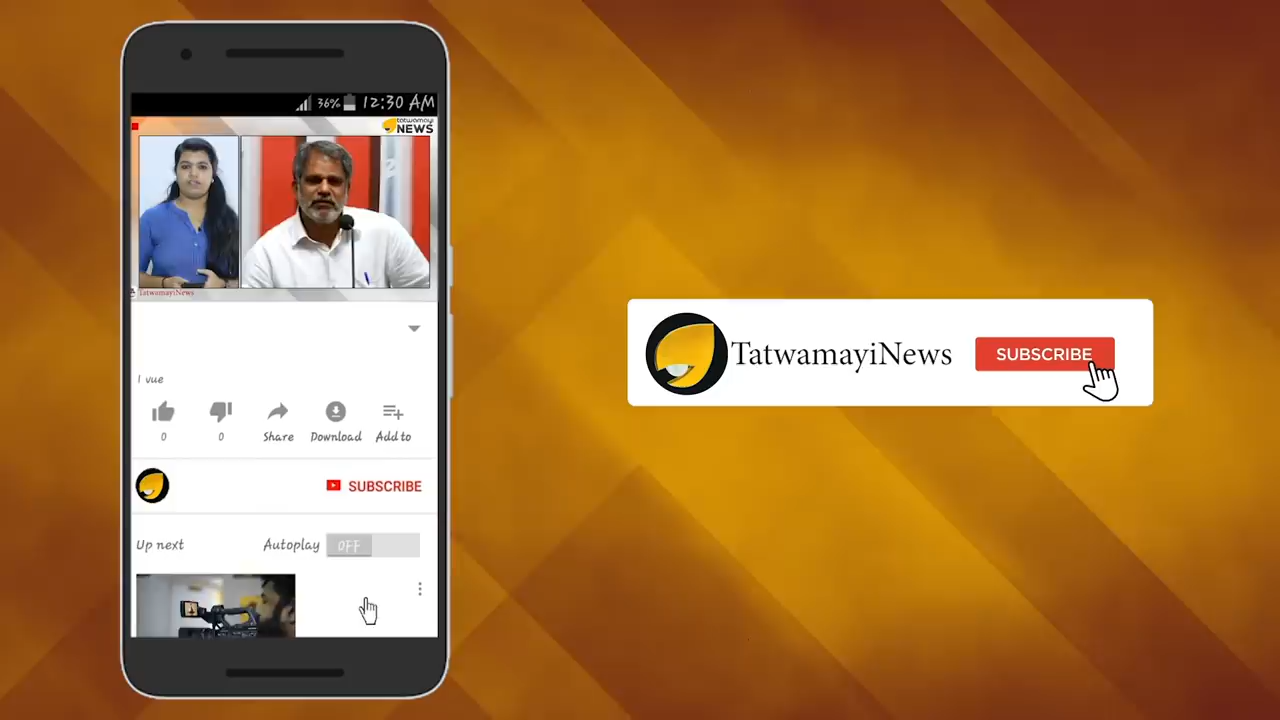 36% 12:30 AM
tatwamayi
NEWS
TatwamayiNews
1 vue
0 0 Share Download Add to
SUBSCRIBE
Up next Autoplay OFF
TatwamayiNews SUBSCRIBE